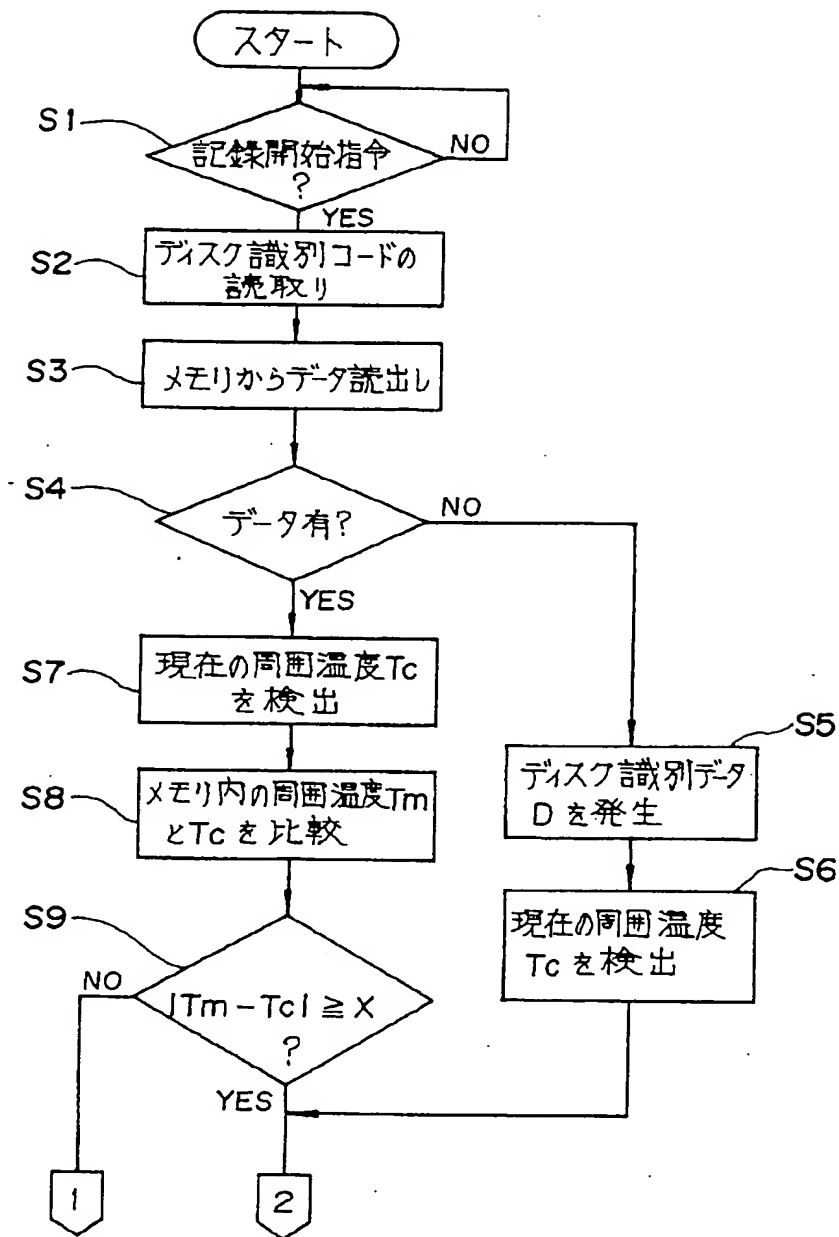 スタート
S1
記録開始指令
?
NO
YES
S2
ディスク識別コードの
読取り
S3
メモリからデータ読出し
S4
データ有?
NO
YES
S7
現在の周囲温度Tc
を検出
S5
ディスク識別データ
Dを発生
S8
メモリ内の周囲温度Tm
とTcを比較
S6
現在の周囲温度
Tcを検出
S9
|Tm-Tc|≧X
?
NO
YES
1
2